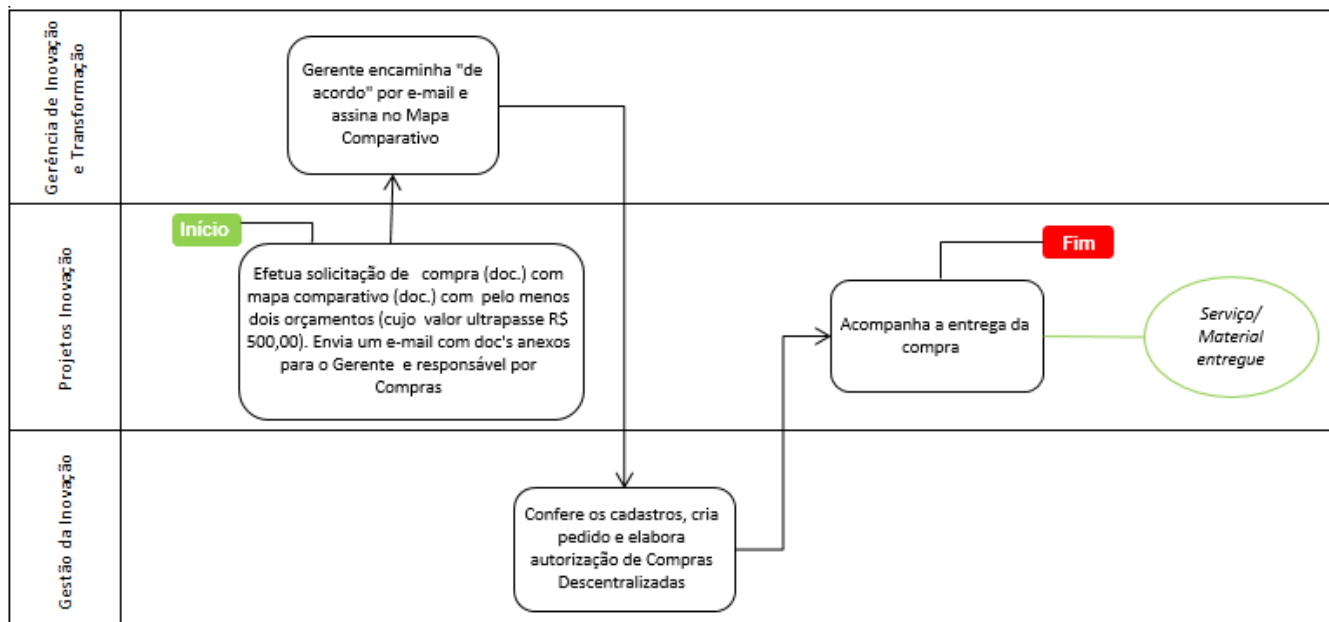 Gerência de Inovação
e Transformação
Gerente encaminha "de
acordo" por e-mail e
assina no Mapa
Comparativo
Projetos Inovação
Início
Efetua solicitação de compra (doc.) com
mapa comparativo (doc.) com pelo menos
dois orçamentos (cujo valor ultrapasse R$
500,00). Envia um e-mail com doc's anexos
para o Gerente e responsável por
Compras
Fim
Acompanha a entrega da
compra
Serviço/
Material
entregue
Gestão da Inovação
Confere os cadastros, cria
pedido e elabora
autorização de Compras
Descentralizadas